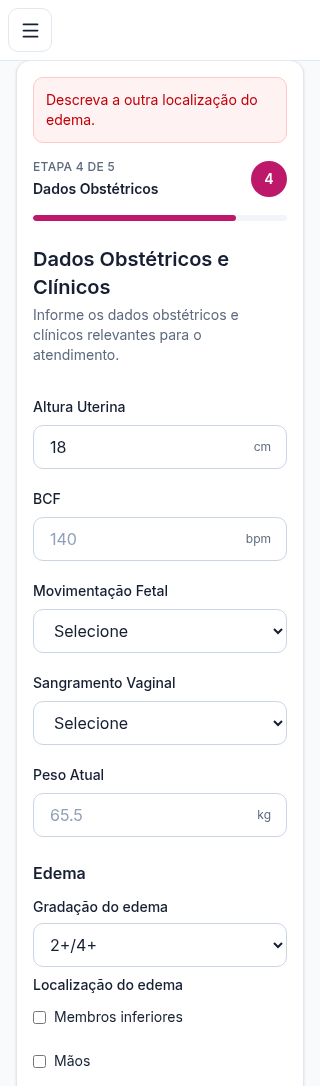 Descreva a outra localização do
edema.
ETAPA 4 DE 5
Dados Obstétricos
4
Dados Obstétricos e
Clínicos
Informe os dados obstétricos e
clínicos relevantes para o
atendimento.
Altura Uterina
18 cm
BCF
140 bpm
Movimentação Fetal
Selecione
Sangramento Vaginal
Selecione
Peso Atual
65.5 kg
Edema
Gradação do edema
2+/4+
Localização do edema
Membros inferiores
Mãos